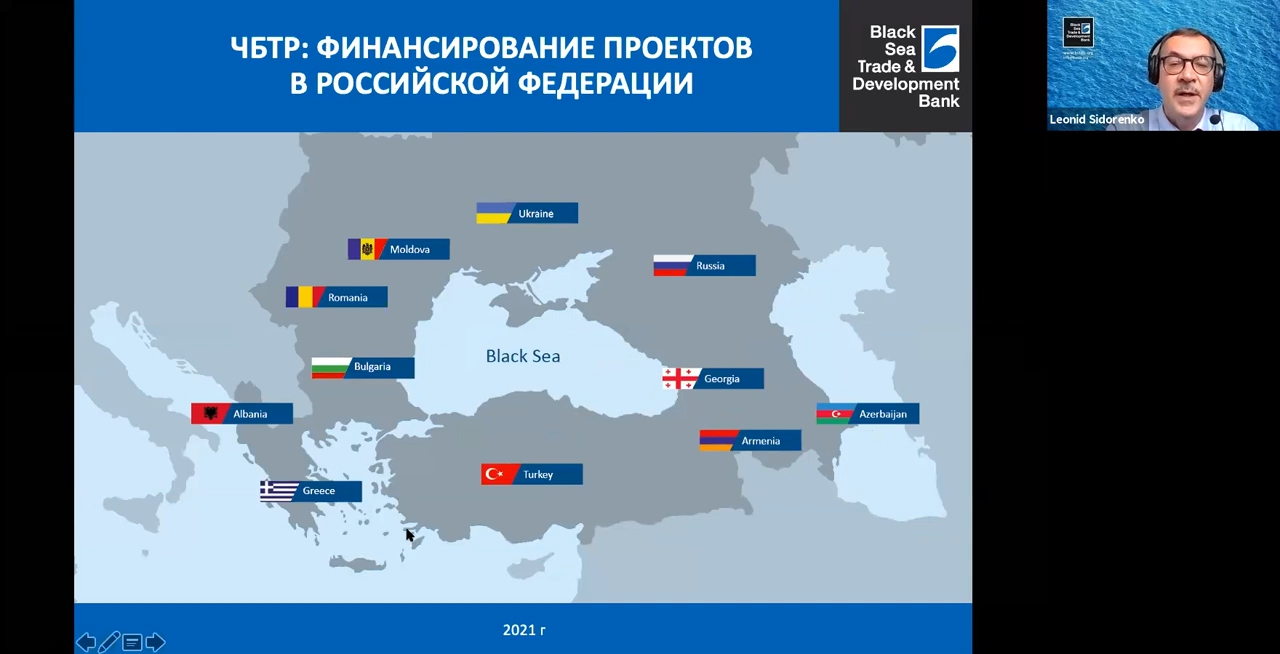 ЧБТР: ФИНАНСИРОВАНИЕ ПРОЕКТОВ
В РОССИЙСКОЙ ФЕДЕРАЦИИ
Black
Sea
Trade &
Development
Bank
Leonid Sidorenko
Ukraine
Moldova
Russia
Romania
Black Sea
Bulgaria
Georgia
Albania
Azerbaijan
Armenia
Turkey
Greece
2021 г